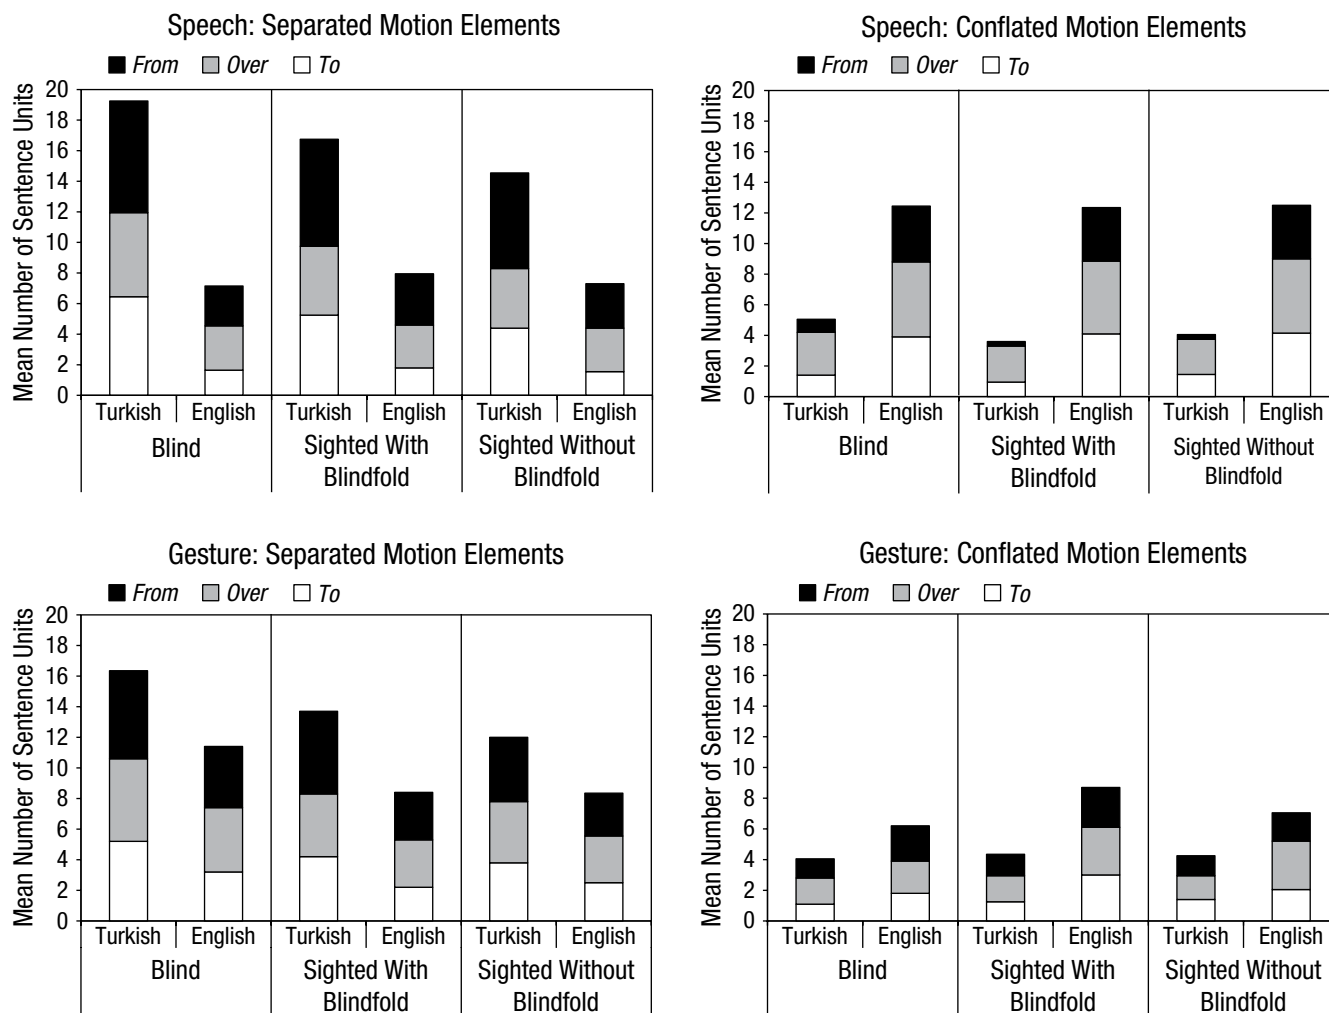 Speech: Separated Motion Elements
From Over To
Mean Number of Sentence Units
20
18
16
14
12
10
8
6
4
2
0
Turkish English Turkish English Turkish English
Blind Sighted With Sighted Without
Blindfold Blindfold
Speech: Conflated Motion Elements
From Over To
Mean Number of Sentence Units
20
18
16
14
12
10
8
6
4
2
0
Turkish English Turkish English Turkish English
Blind Sighted With Sighted Without
Blindfold Blindfold
Gesture: Separated Motion Elements
From Over To
Mean Number of Sentence Units
20
18
16
14
12
10
8
6
4
2
0
Turkish English Turkish English Turkish English
Blind Sighted With Sighted Without
Blindfold Blindfold
Gesture: Conflated Motion Elements
From Over To
Mean Number of Sentence Units
20
18
16
14
12
10
8
6
4
2
0
Turkish English Turkish English Turkish English
Blind Sighted With Sighted Without
Blindfold Blindfold